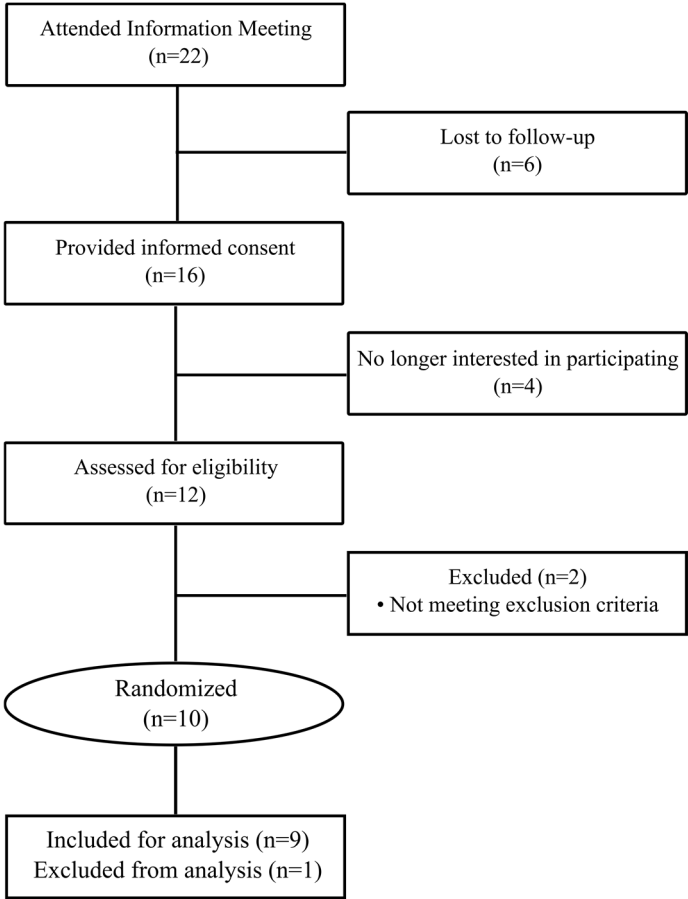 Attended Information Meeting
(n=22)
Lost to follow-up
(n=6)
Provided informed consent
(n=16)
No longer interested in participating
(n=4)
Assessed for eligibility
(n=12)
Excluded (n=2)
• Not meeting exclusion criteria
Randomized
(n=10)
Included for analysis (n=9)
Excluded from analysis (n=1)